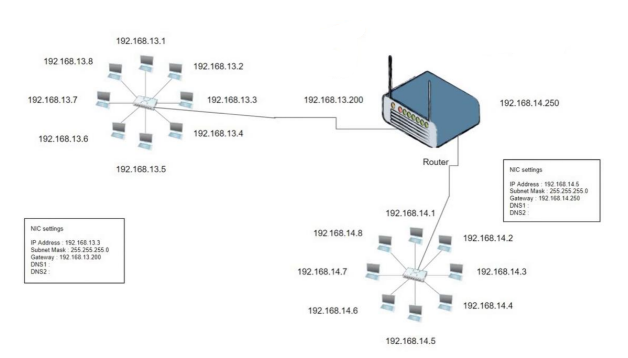 192.168.13.1
192.168.13.8
192.168.13.2
192.168.13.7
192.168.13.3
192.168.13.6
192.168.13.4
192.168.13.5
192.168.13.200
192.168.14.250
Router
NIC settings
IP Address : 192.168.14.5
Subnet Mask : 255.255.255.0
Gateway : 192.168.14.250
DNS1 :
DNS2 :
NIC settings
IP Address : 192.168.13.3
Subnet Mask : 255.255.255.0
Gateway : 192.168.13.200
DNS1 :
DNS2 :
192.168.14.1
192.168.14.8
192.168.14.2
192.168.14.7
192.168.14.3
192.168.14.6
192.168.14.4
192.168.14.5